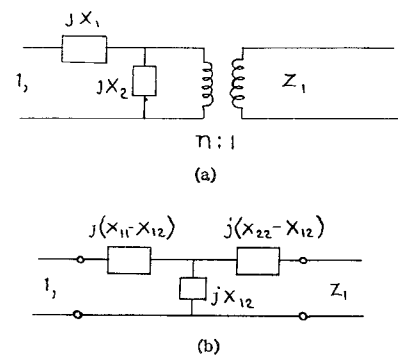 jX₁
1,
jX₂
Z₁
n : 1
(a)
j(X₁₁-X₁₂)
j(X₂₂-X₁₂)
1,
jX₁₂
Z₁
(b)